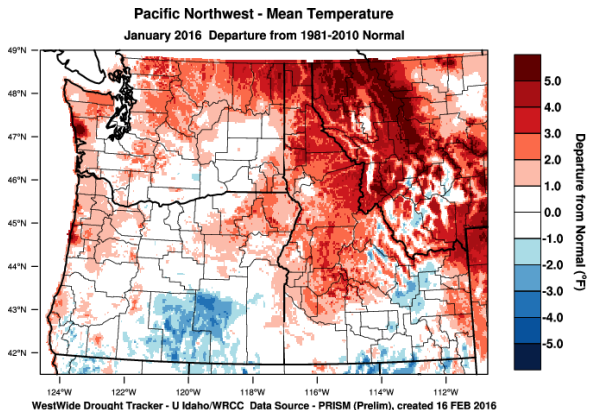 Pacific Northwest - Mean Temperature
January 2016 Departure from 1981-2010 Normal
49°N
48°N
47°N
46°N
45°N
44°N
43°N
42°N
124°W
122°W
120°W
118°W
116°W
114°W
112°W
5.0
4.0
3.0
2.0
1.0
0.0
-1.0
-2.0
-3.0
-4.0
-5.0
Departure from Normal (°F)
WestWide Drought Tracker - U Idaho/WRCC Data Source - PRISM (Prelim), created 16 FEB 2016